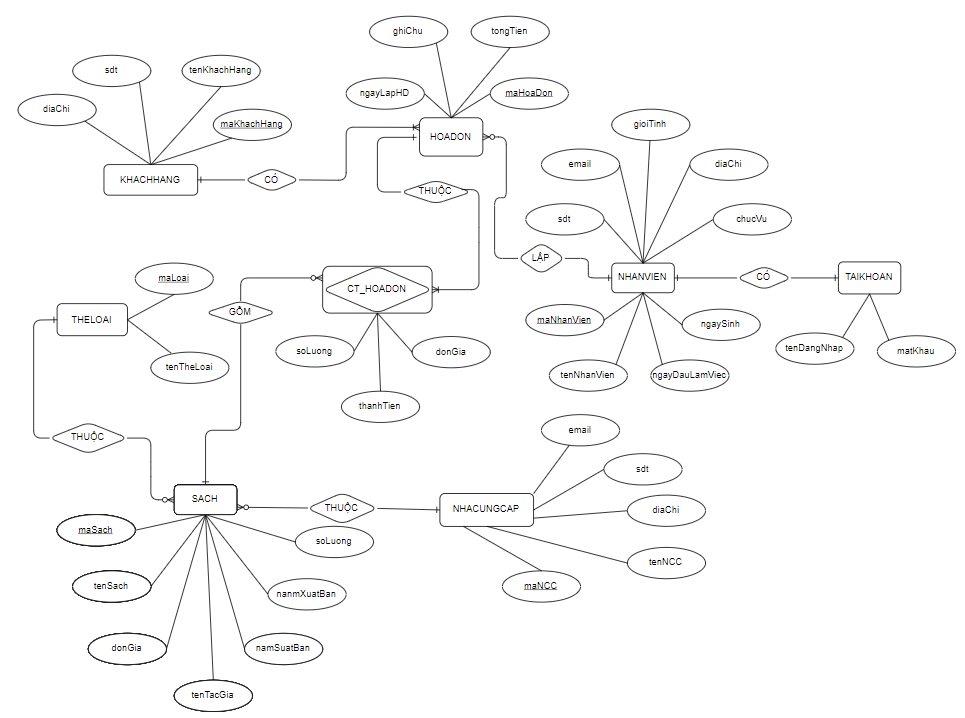 ghiChu
tongTien
sdt
tenKhachHang
ngayLapHD
maHoaDon
diaChi
maKhachHang
HOADON
gioiTinh
email
diaChi
KHACHHANG
CÓ
THUỘC
sdt
chucVu
LẬP
NHANVIEN
CÓ
TAIKHOAN
maLoai
CT_HOADON
THELOAI
GỒM
maNhanVien
ngaySinh
soLuong
donGia
tenDangNhap
matKhau
tenTheLoai
tenNhanVien
ngayDauLamViec
thanhTien
email
THUỘC
sdt
SACH
THUỘC
NHACUNGCAP
diaChi
maSach
soLuong
tenNCC
tenSach
nanmXuatBan
maNCC
donGia
namSuatBan
tenTacGia